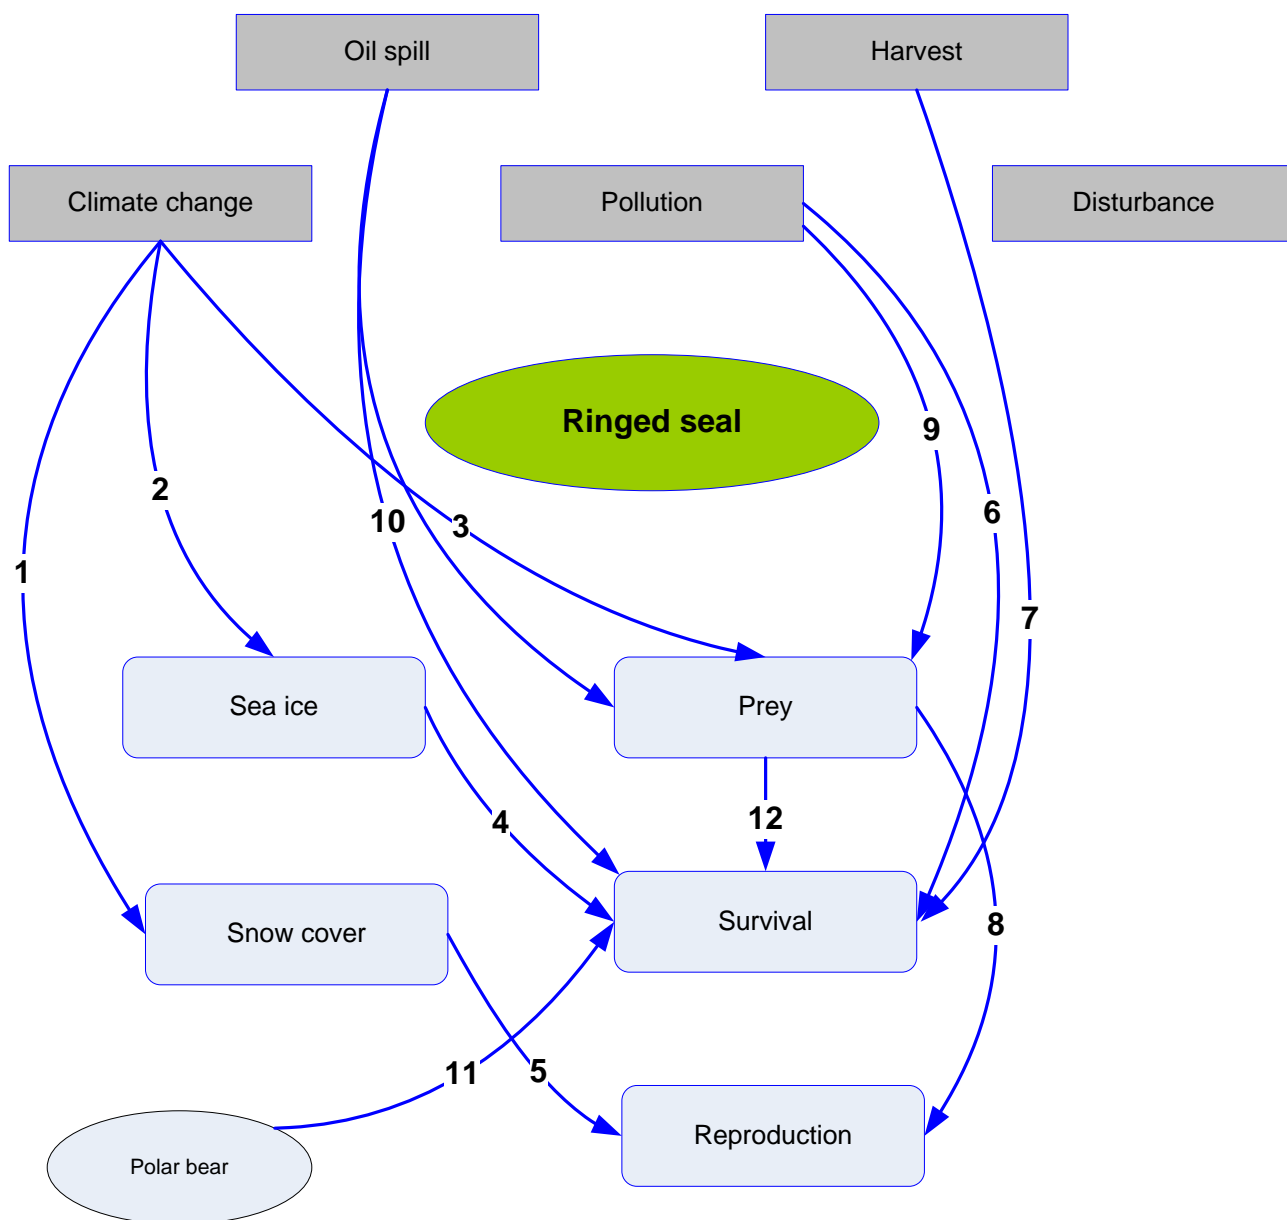 Oil spill
Harvest
Climate change
Pollution
Disturbance
Ringed seal
9
2
10
3
6
1
7
Sea ice
Prey
4
12
Snow cover
Survival
8
11
5
Reproduction
Polar bear